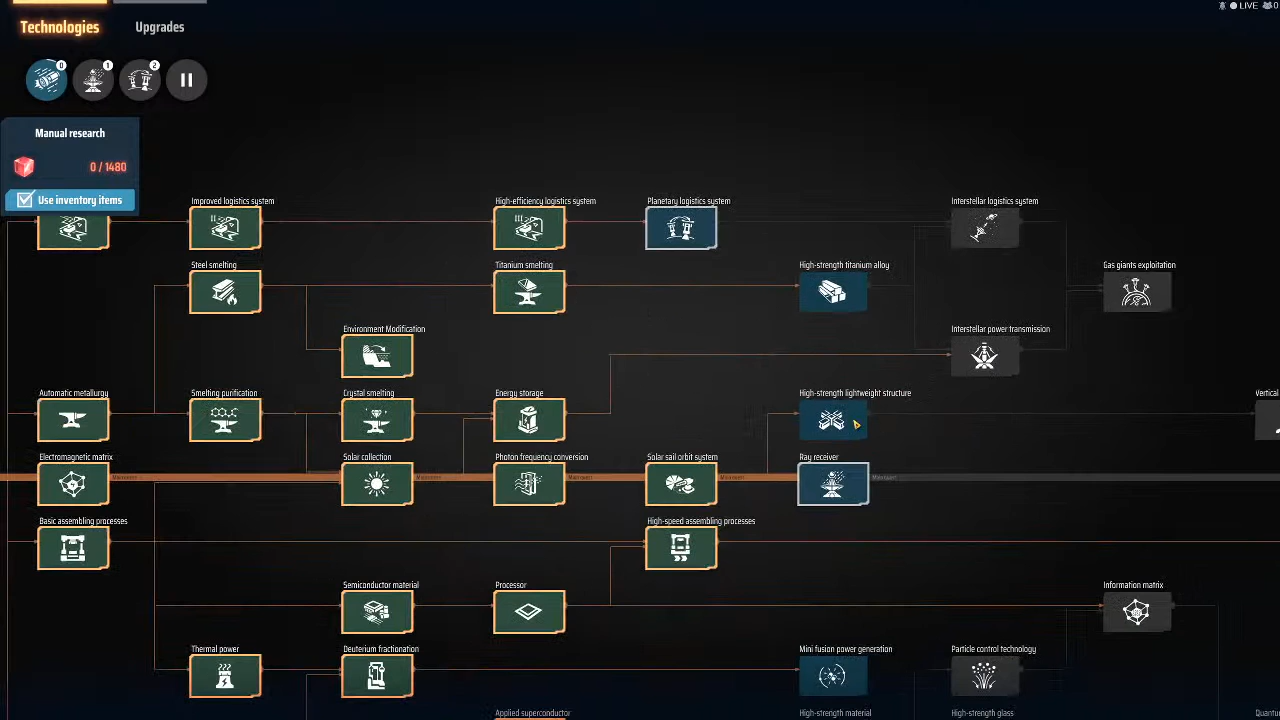 LIVE 0
Technologies Upgrades
0 1 2
Manual research
0 / 1480
Use inventory items
Improved logistics system High-efficiency logistics system Planetary logistics system Interstellar logistics system
Steel smelting Titanium smelting High-strength titanium alloy Gas giants exploitation
Environment Modification Interstellar power transmission
Automatic metallurgy Smelting purification Crystal smelting Energy storage High-strength lightweight structure Vertical
Electromagnetic matrix Solar collection Photon frequency conversion Solar sail orbit system Ray receiver
Basic assembling processes High-speed assembling processes
Semiconductor material Processor Information matrix
Thermal power Deuterium fractionation Mini fusion power generation Particle control technology
Applied superconductor High-strength material High-strength glass Quantu